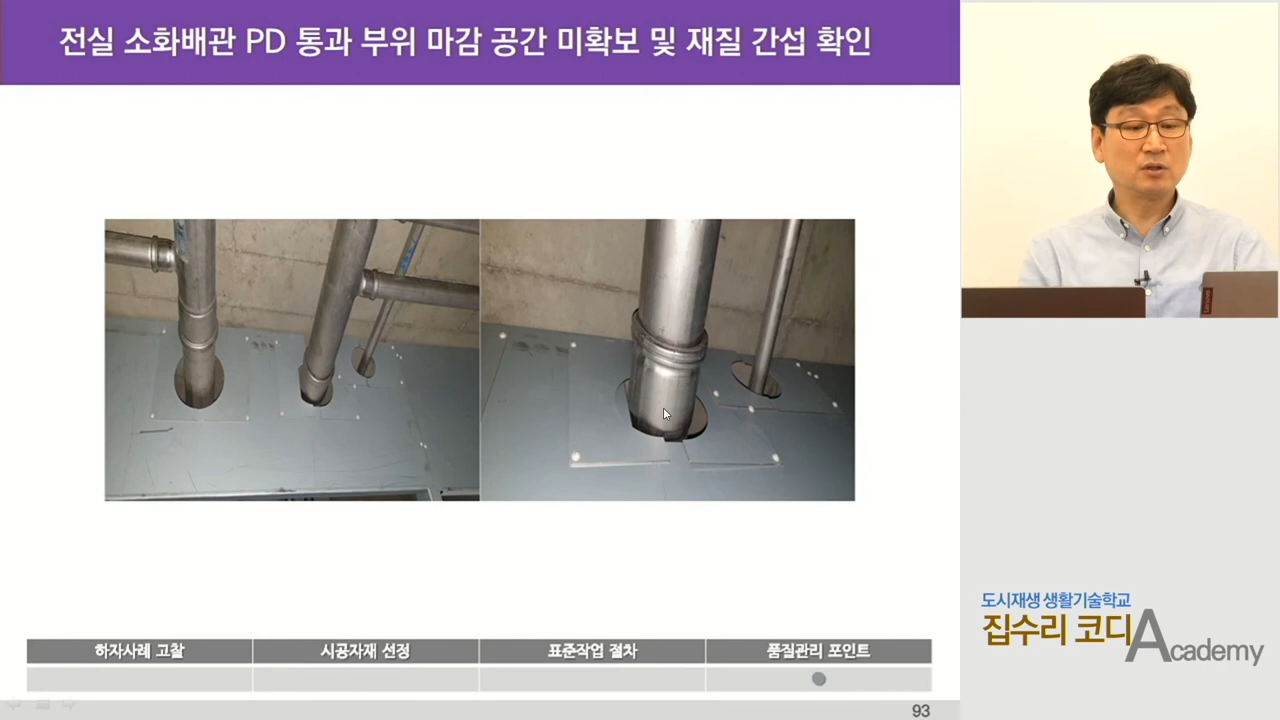 전실 소화배관 PD 통과 부위 마감 공간 미확보 및 재질 간섭 확인
하자사례 고찰
시공자재 선정
표준작업 절차
품질관리 포인트
93
도시재생 생활기술학교
집수리 코디Academy